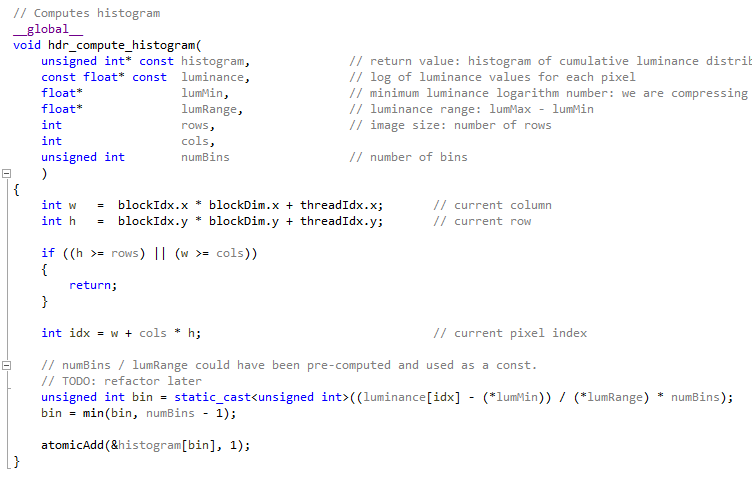 // Computes histogram
__global__
void hdr_compute_histogram(
    unsigned int* const histogram,              // return value: histogram of cumulative luminance
    const float* const  luminance,              // log of luminance values for each pixel
    float*              lumMin,                 // minimum luminance logarithm number: we are compressing
    float*              lumRange,               // luminance range: lumMax - lumMin
    int                 rows,                   // image size: number of rows
    int                 cols,
    unsigned int        numBins                 // number of bins
    )
{
    int w   =  blockIdx.x * blockDim.x + threadIdx.x;       // current column
    int h   =  blockIdx.y * blockDim.y + threadIdx.y;       // current row
    if ((h >= rows) || (w >= cols))
    {
        return;
    }
    int idx = w + cols * h;                                 // current pixel index
    // numBins / lumRange could have been pre-computed and used as a const.
    // TODO: refactor later
    unsigned int bin = static_cast<unsigned int>((luminance[idx] - (*lumMin)) / (*lumRange) * numBins);
    bin = min(bin, numBins - 1);
    atomicAdd(&histogram[bin], 1);
}